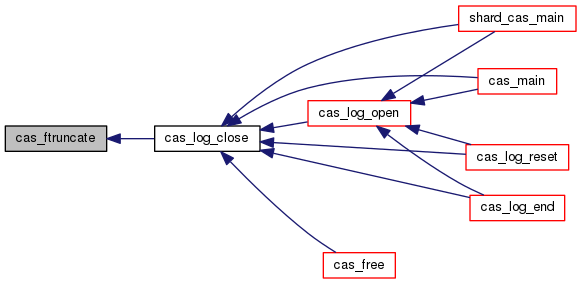 shard_cas_main
cas_main
cas_log_open
cas_ftruncate
cas_log_close
cas_log_reset
cas_log_end
cas_free